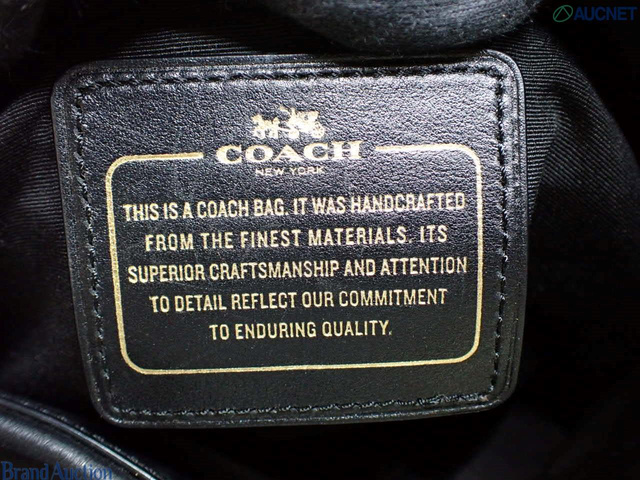 AUCNET
COACH
NEW YORK
THIS IS A COACH BAG. IT WAS HANDCRAFTED
FROM THE FINEST MATERIALS. ITS
SUPERIOR CRAFTSMANSHIP AND ATTENTION
TO DETAIL REFLECT OUR COMMITMENT
TO ENDURING QUALITY.
Brand Auction